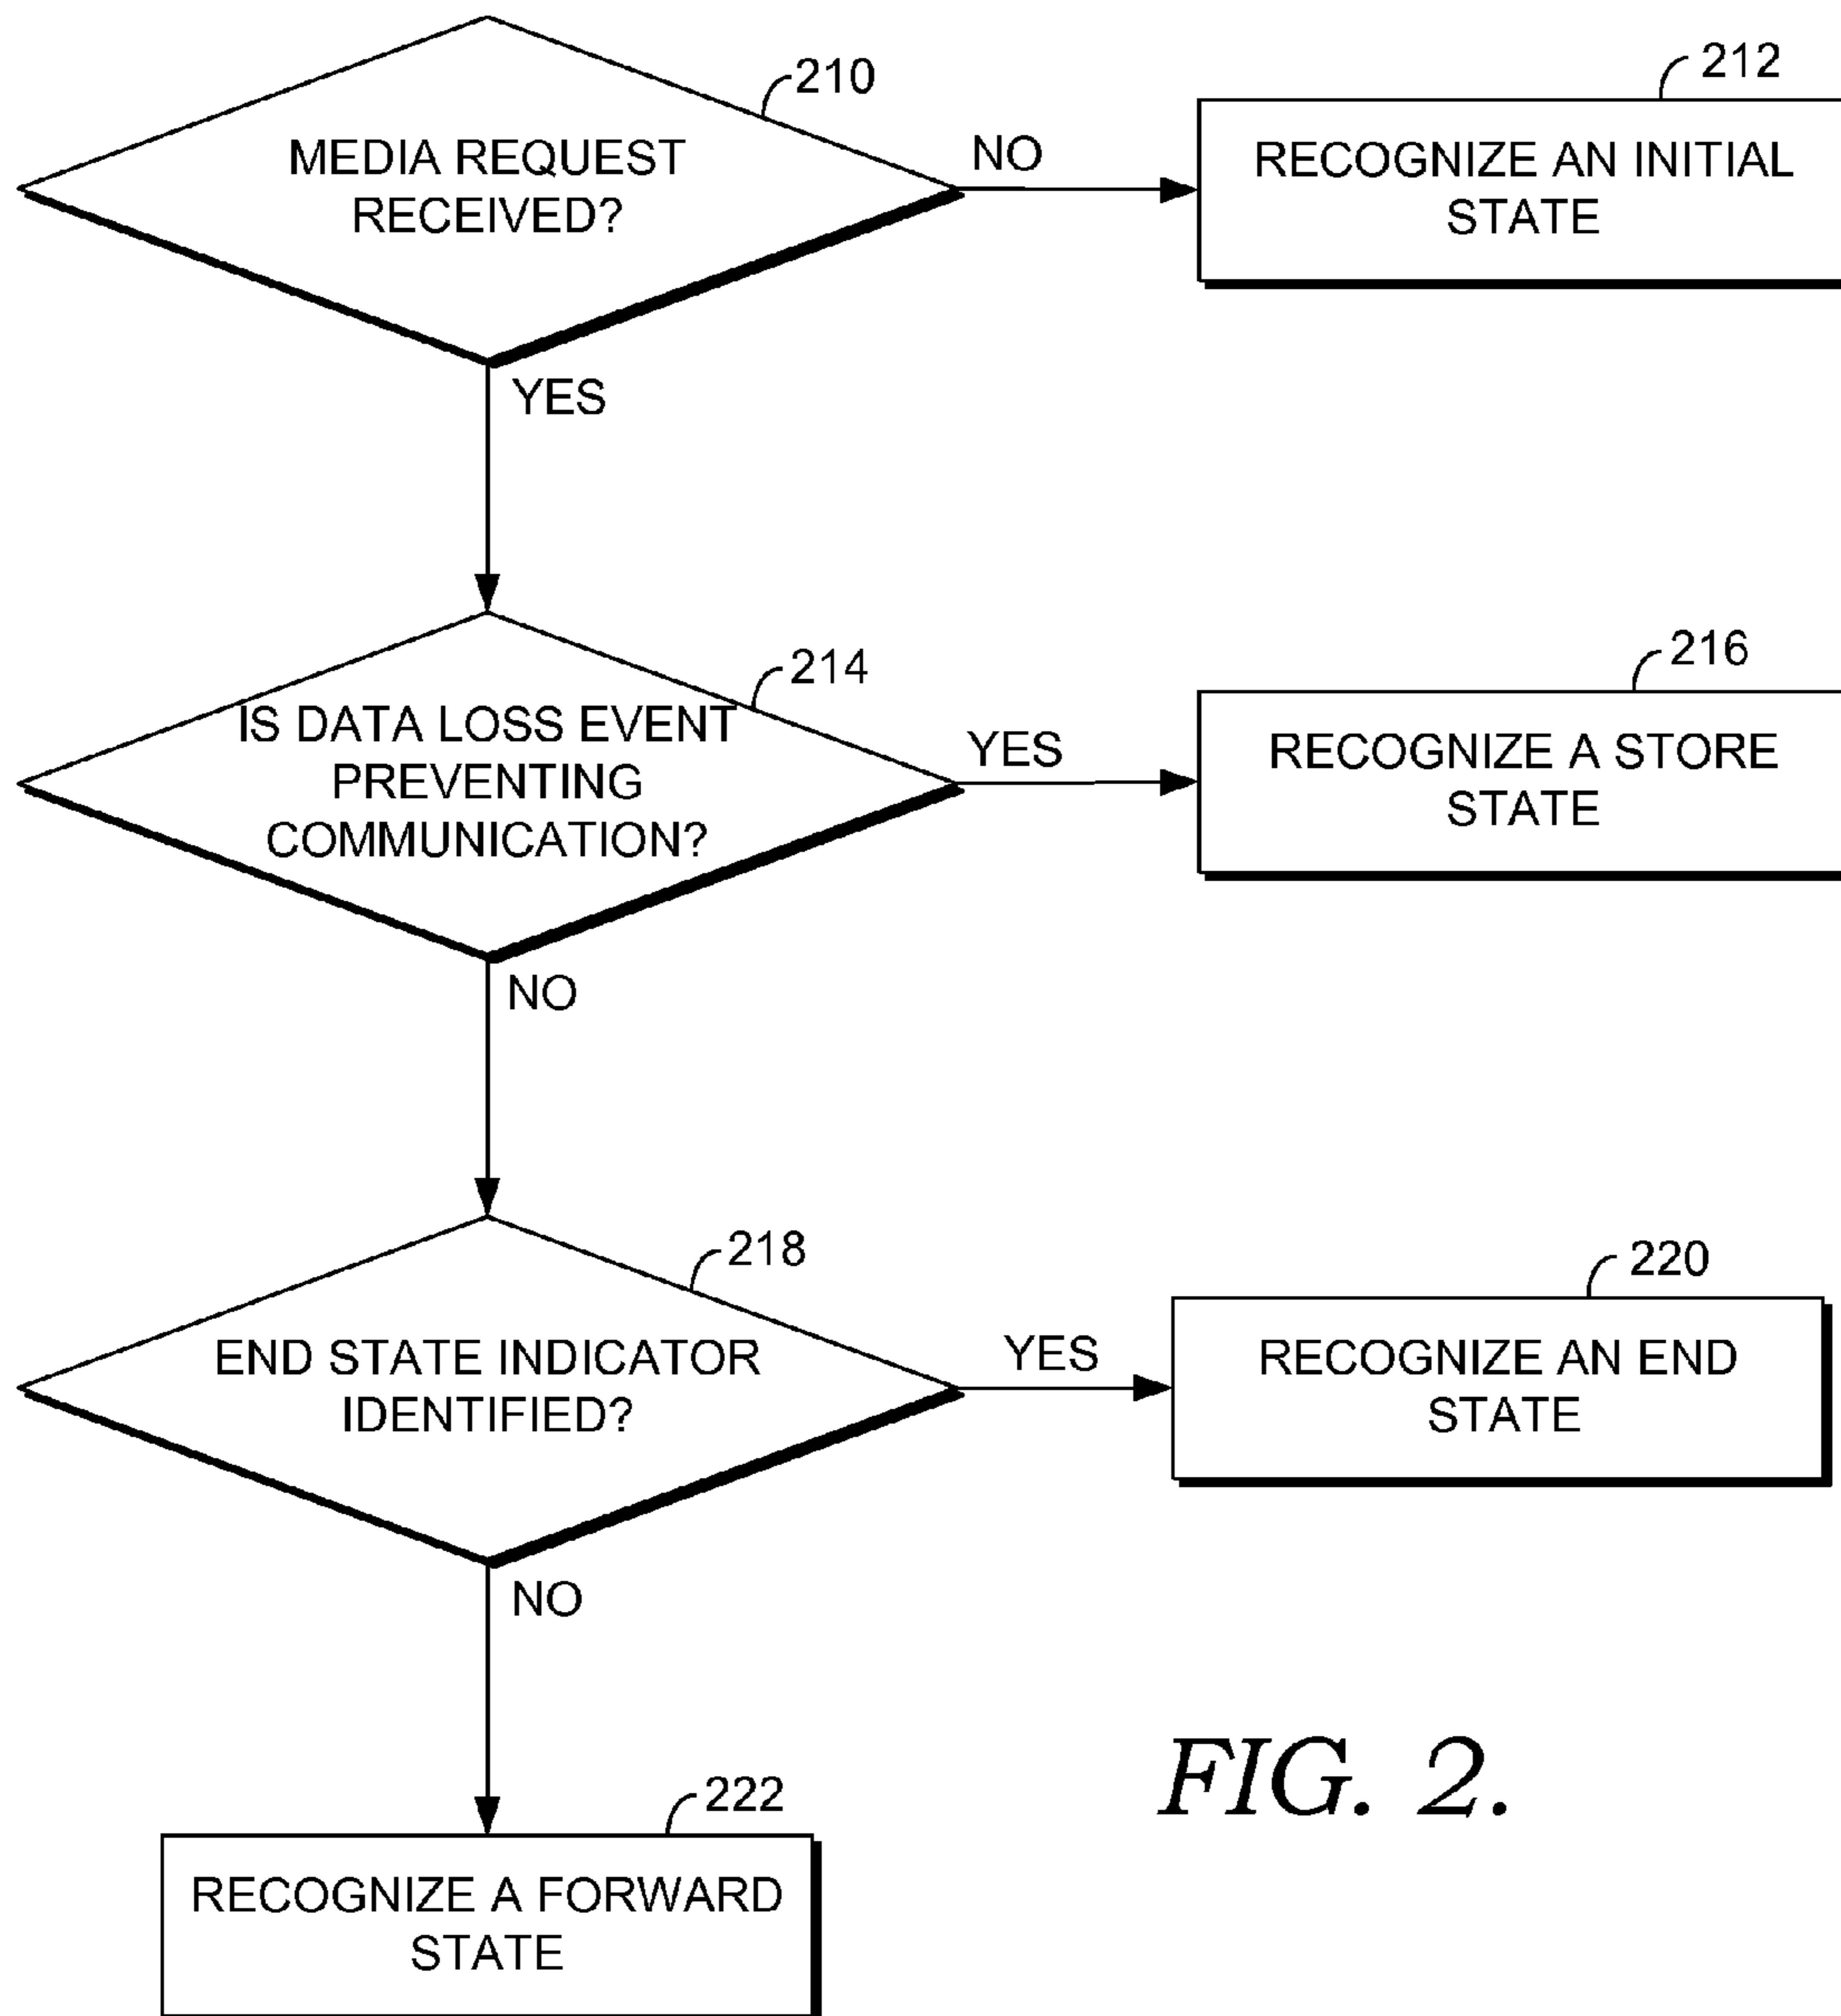 210
MEDIA REQUEST
RECEIVED?
NO
212
RECOGNIZE AN INITIAL
STATE
YES
214
IS DATA LOSS EVENT
PREVENTING
COMMUNICATION?
YES
216
RECOGNIZE A STORE
STATE
NO
218
END STATE INDICATOR
IDENTIFIED?
YES
220
RECOGNIZE AN END
STATE
NO
222
RECOGNIZE A FORWARD
STATE
FIG. 2.